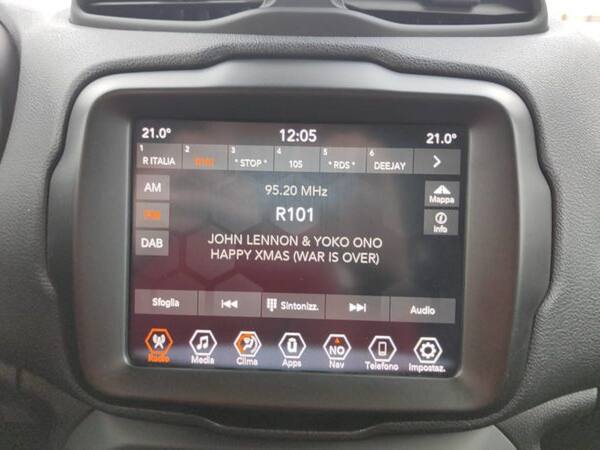 21.0° 12:05 21.0°
1 2 3 4 5 6
R ITALIA R101 * STOP * 105 * RDS * DEEJAY >
AM 95.20 MHz Mappa
FM R101 Info
DAB JOHN LENNON & YOKO ONO
HAPPY XMAS (WAR IS OVER)
Sfoglia Sintonizz. Audio
NO
Radio Media Clima Apps Nav Telefono Impostaz.